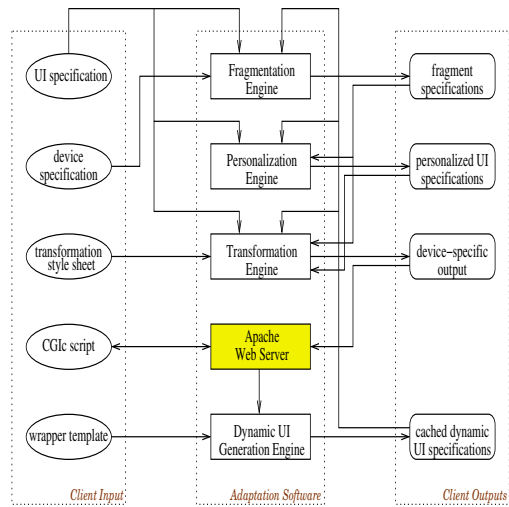 UI specification
Fragmentation
Engine
fragment
specifications
device
specification
Personalization
Engine
personalized UI
specifications
transformation
style sheet
Transformation
Engine
device-specific
output
CGIc script
Apache
Web Server
wrapper template
Dynamic UI
Generation Engine
cached dynamic
UI specifications
Client Input
Adaptation Software
Client Outputs